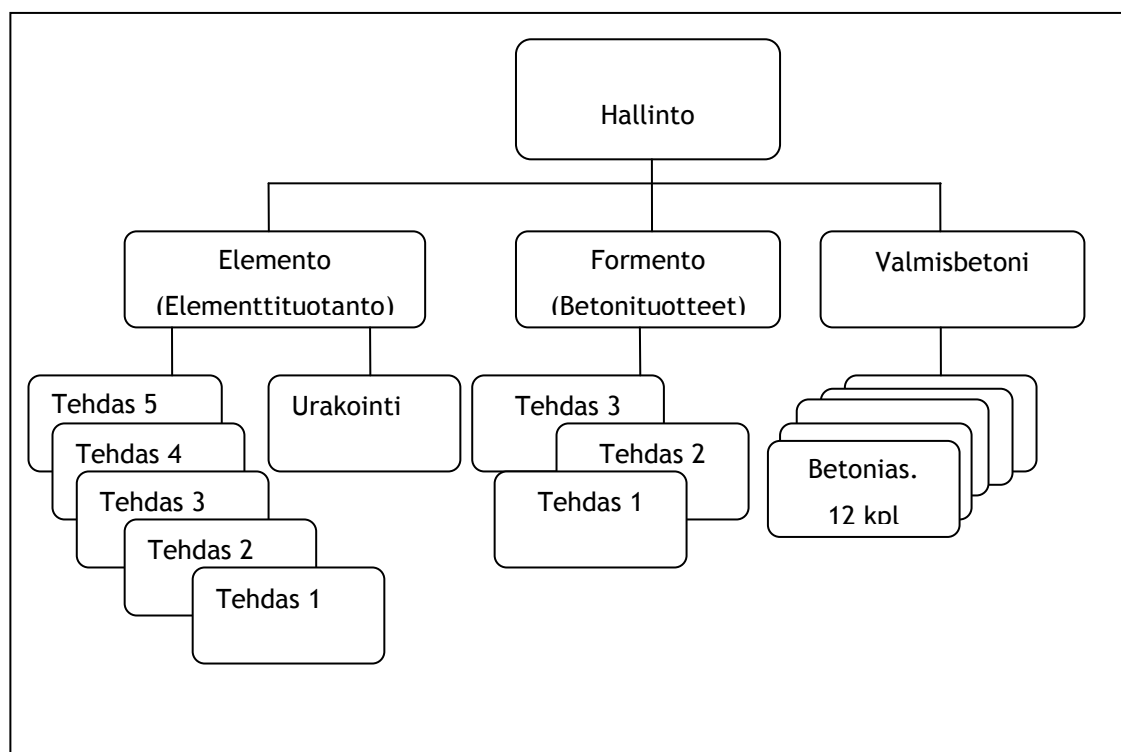 Hallinto
Elemento
(Elementtituotanto)
Formento
(Betonituotteet)
Valmisbetoni
Tehdas 5
Tehdas 4
Tehdas 3
Tehdas 2
Tehdas 1
Urakointi
Tehdas 3
Tehdas 2
Tehdas 1
Betonias.
12 kpl